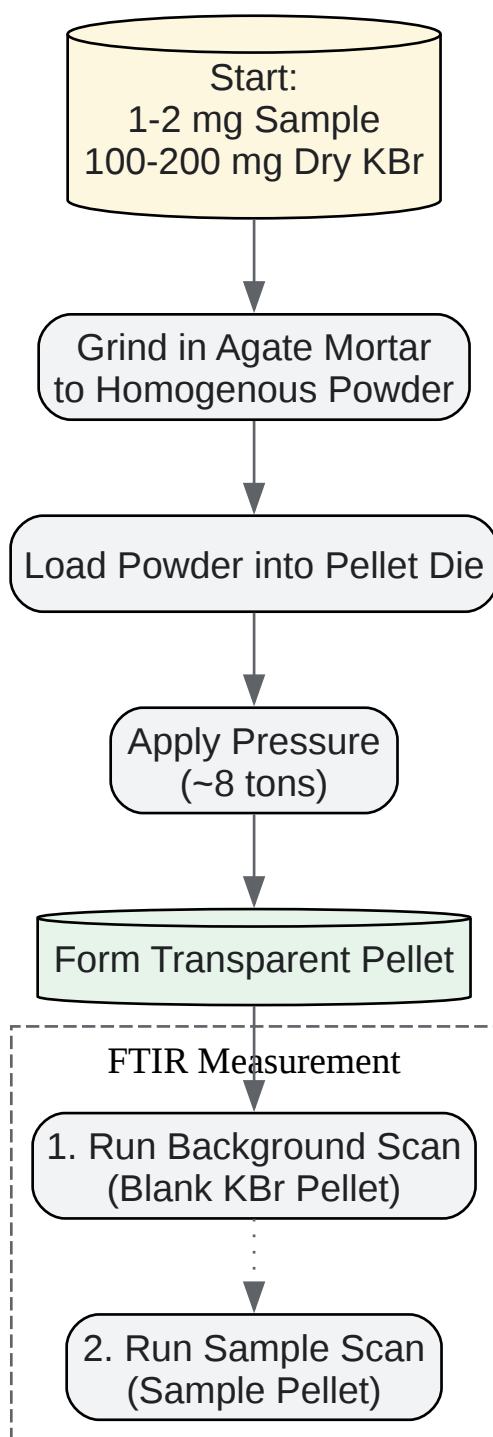 Start:
1-2 mg Sample
100-200 mg Dry KBr
Grind in Agate Mortar
to Homogenous Powder
Load Powder into Pellet Die
Apply Pressure
(~8 tons)
Form Transparent Pellet
FTIR Measurement
1. Run Background Scan
(Blank KBr Pellet)
2. Run Sample Scan
(Sample Pellet)